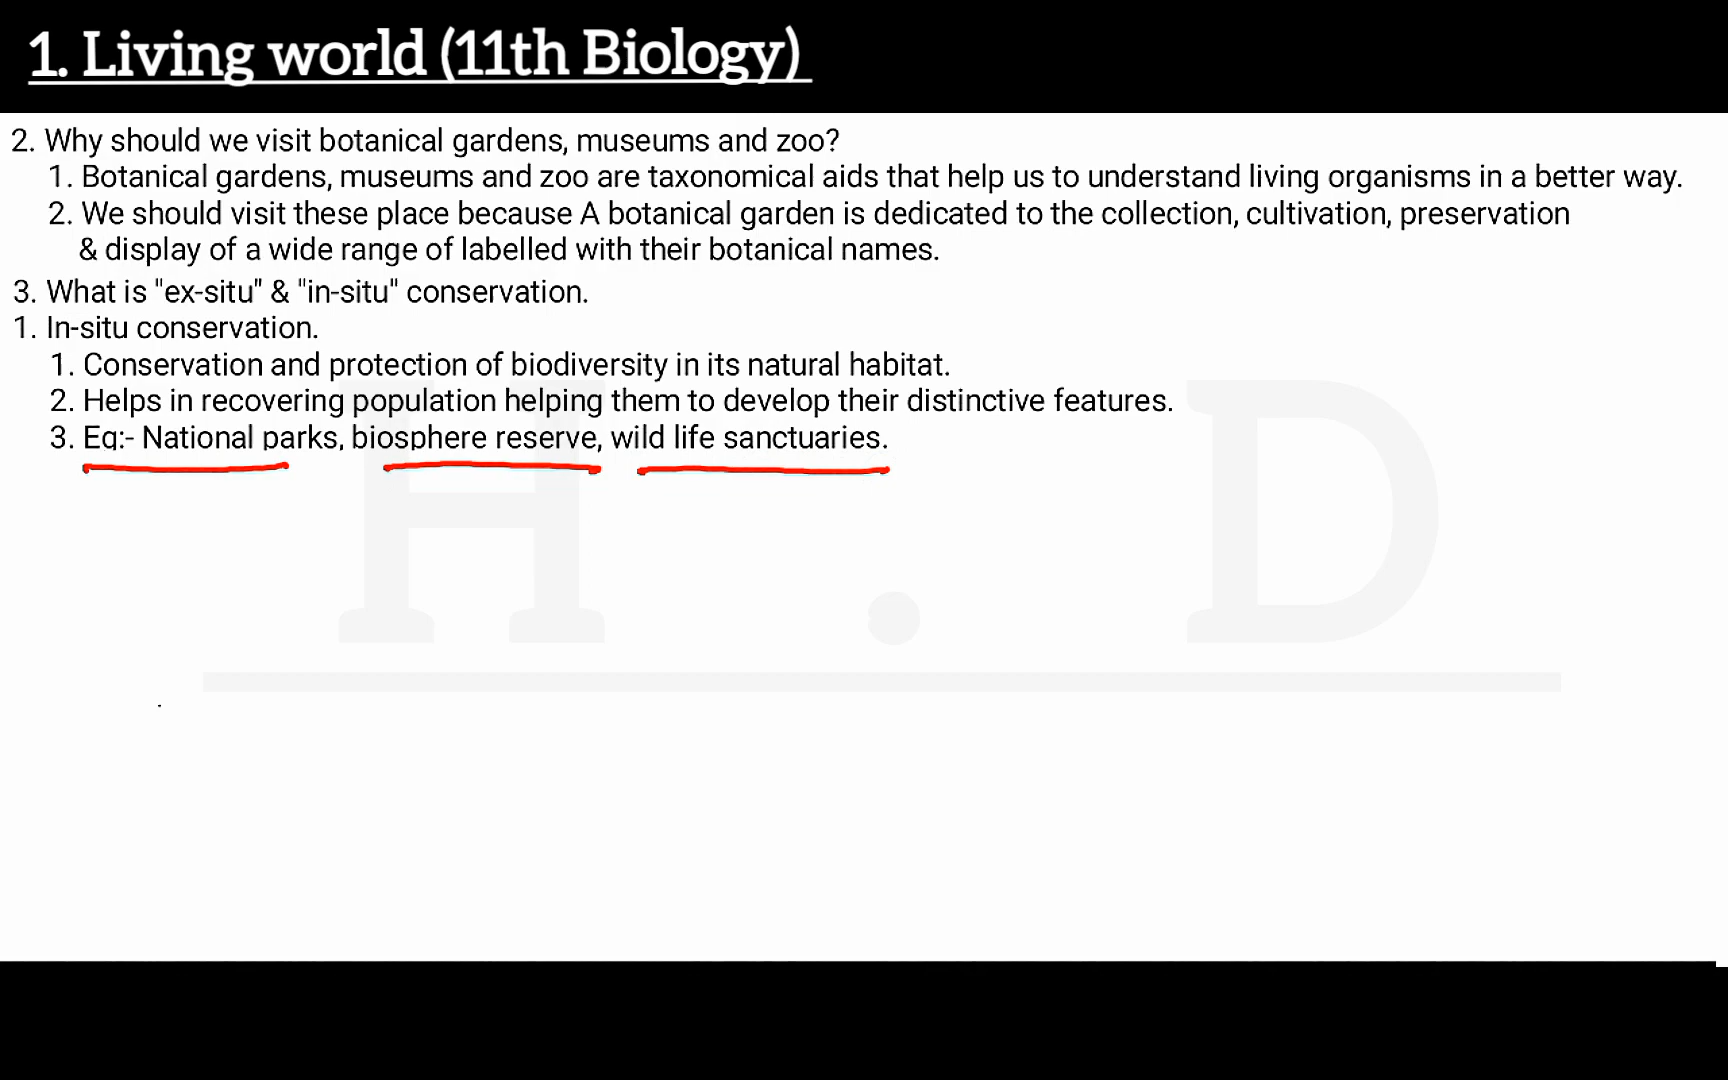 1. Living world (11th Biology)
2. Why should we visit botanical gardens, museums and zoo?
1. Botanical gardens, museums and zoo are taxonomical aids that help us to understand living organisms in a better way.
2. We should visit these place because A botanical garden is dedicated to the collection, cultivation, preservation
& display of a wide range of labelled with their botanical names.
3. What is "ex-situ" & "in-situ" conservation.
1. In-situ conservation.
1. Conservation and protection of biodiversity in its natural habitat.
2. Helps in recovering population helping them to develop their distinctive features.
3. Eg:- National parks, biosphere reserve, wild life sanctuaries.
H . D